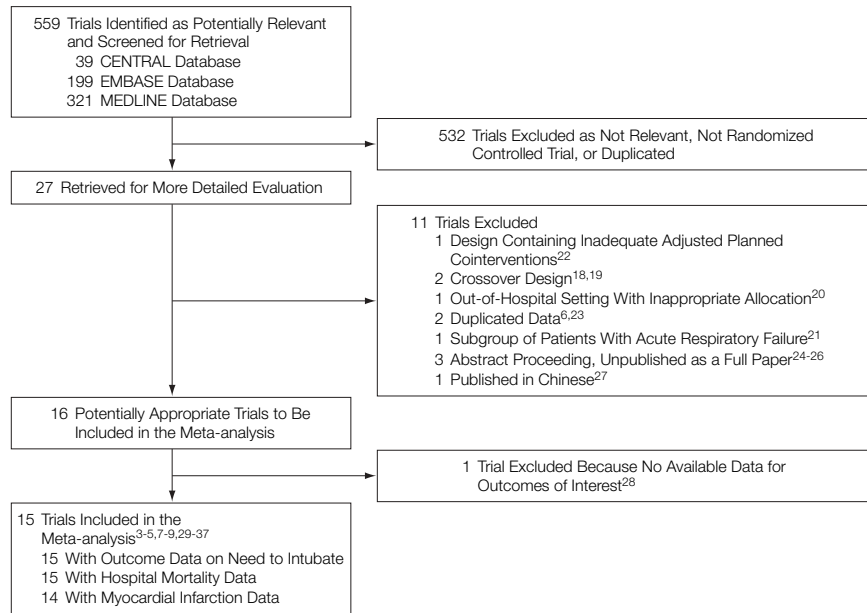 559 Trials Identified as Potentially Relevant
and Screened for Retrieval
39 CENTRAL Database
199 EMBASE Database
321 MEDLINE Database
532 Trials Excluded as Not Relevant, Not Randomized
Controlled Trial, or Duplicated
27 Retrieved for More Detailed Evaluation
11 Trials Excluded
1 Design Containing Inadequate Adjusted Planned
Cointerventions22
2 Crossover Design18,19
1 Out-of-Hospital Setting With Inappropriate Allocation20
2 Duplicated Data6,23
1 Subgroup of Patients With Acute Respiratory Failure21
3 Abstract Proceeding, Unpublished as a Full Paper24-26
1 Published in Chinese27
16 Potentially Appropriate Trials to Be
Included in the Meta-analysis
1 Trial Excluded Because No Available Data for
Outcomes of Interest28
15 Trials Included in the
Meta-analysis3-5,7-9,29-37
15 With Outcome Data on Need to Intubate
15 With Hospital Mortality Data
14 With Myocardial Infarction Data